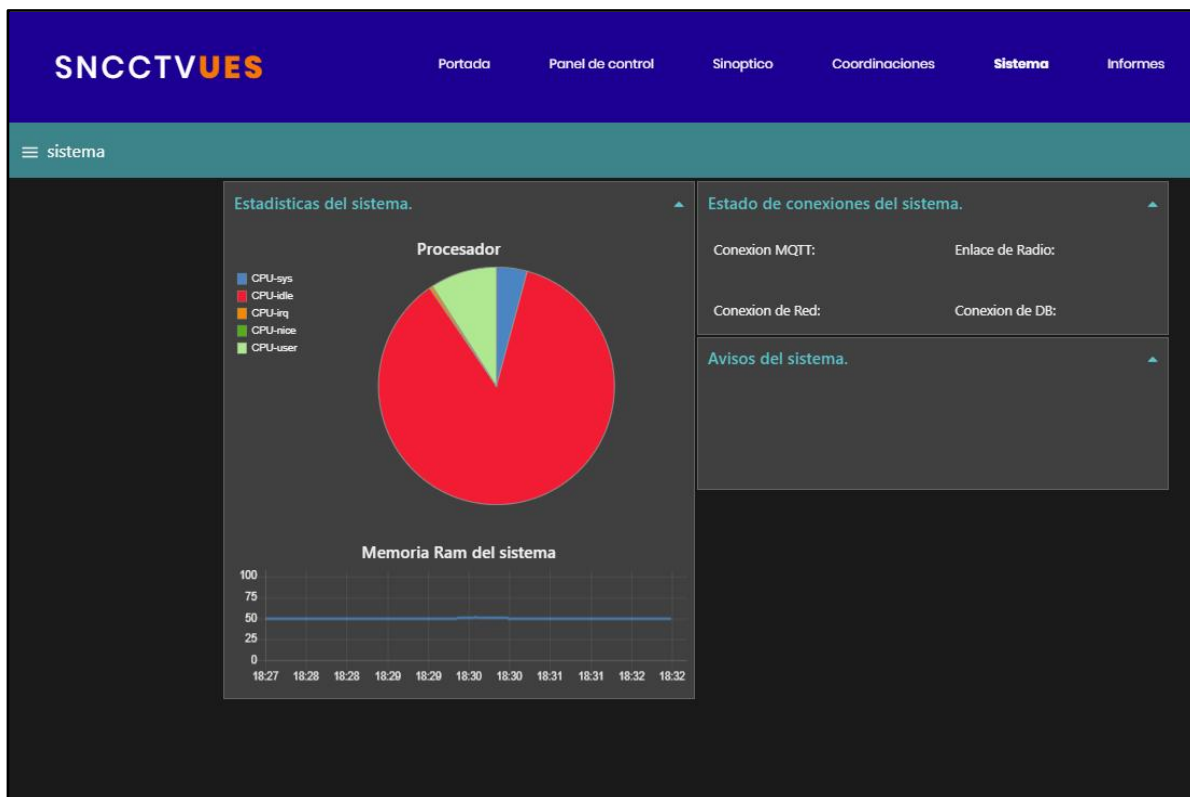 SNCCTVUES
Portada Panel de control Sinoptico Coordinaciones Sistema Informes
sistema
Estadisticas del sistema.
Procesador
CPU-sys
CPU-idle
CPU-irq
CPU-nice
CPU-user
Memoria Ram del sistema
100
75
50
25
0
18:27 18:28 18:28 18:29 18:29 18:30 18:30 18:31 18:31 18:32 18:32
Estado de conexiones del sistema.
Conexion MQTT: Enlace de Radio:
Conexion de Red: Conexion de DB:
Avisos del sistema.